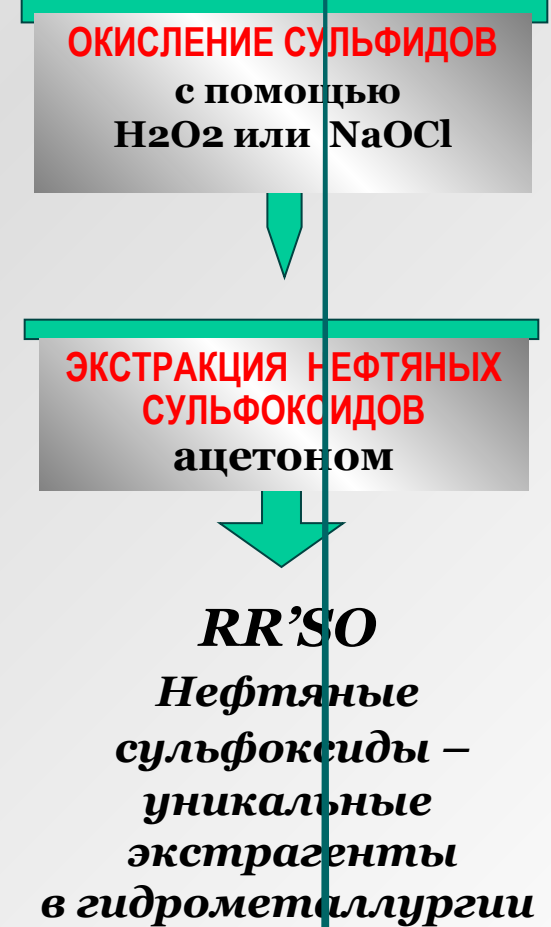 ОКИСЛЕНИЕ СУЛЬФИДОВ
с помощью
H2O2 или NaOCl
ЭКСТРАКЦИЯ НЕФТЯНЫХ
СУЛЬФОКСИДОВ
ацетоном
RR’SO
Нефтяные
сульфоксиды –
уникальные
экстрагенты
в гидрометаллургии